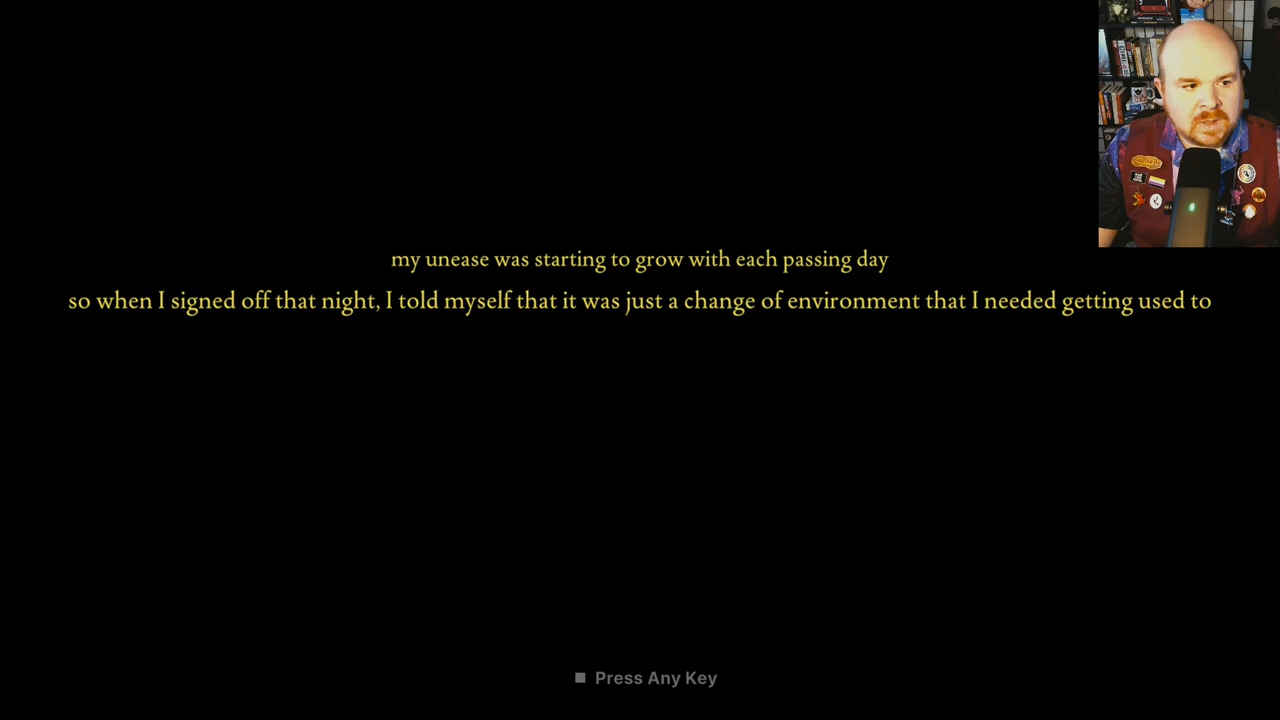 my unease was starting to grow with each passing day
so when I signed off that night, I told myself that it was just a change of environment that I needed getting used to
Press Any Key